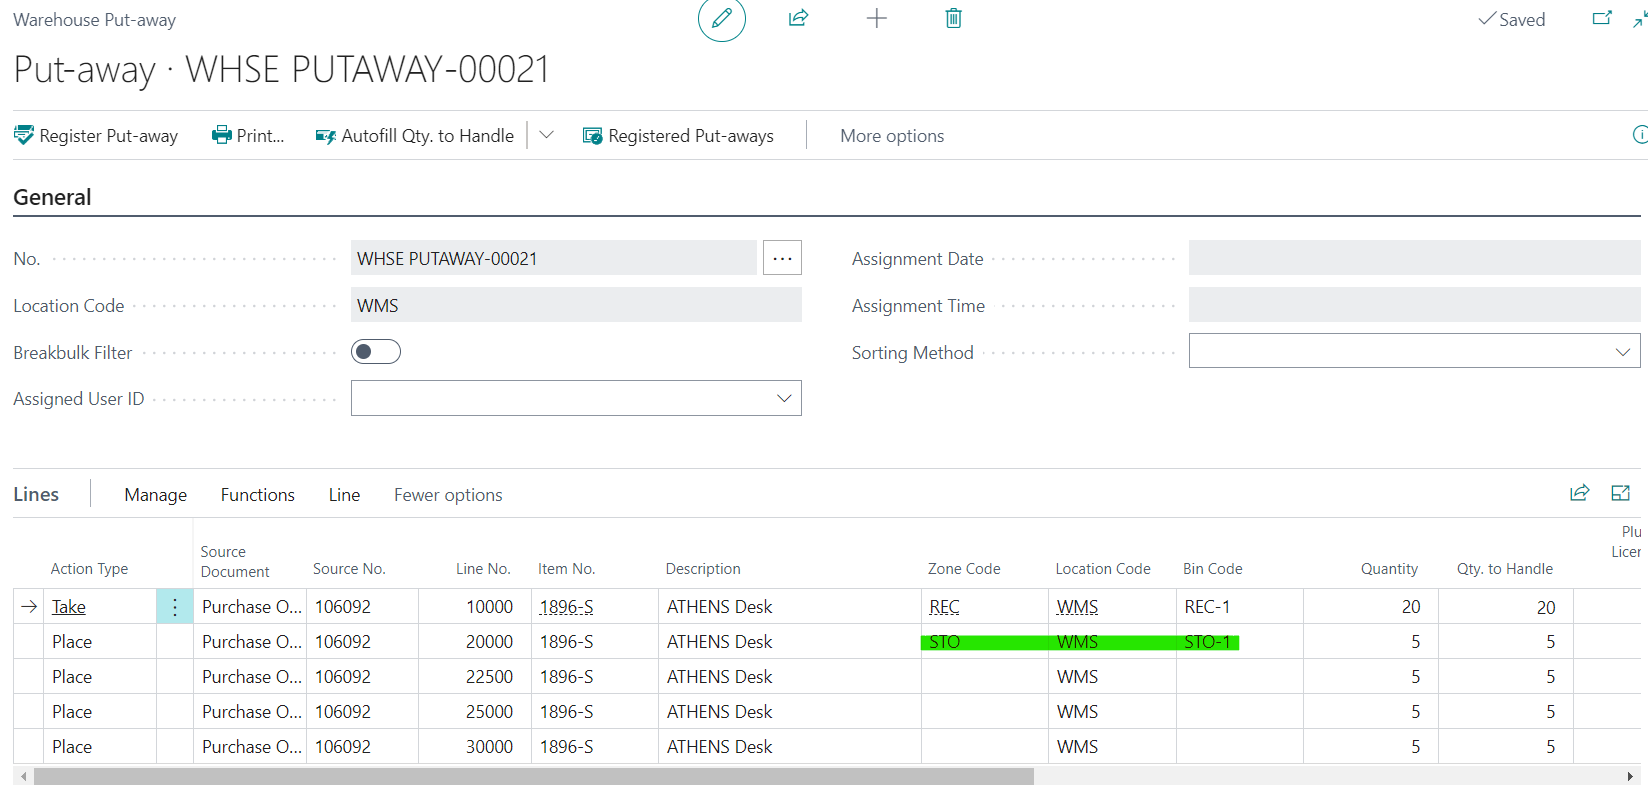 Warehouse Put-away
Saved
Put-away · WHSE PUTAWAY-00021
Register Put-away Print... Autofill Qty. to Handle Registered Put-aways More options
General
No. WHSE PUTAWAY-00021 ... Assignment Date
Location Code WMS Assignment Time
Breakbulk Filter Sorting Method
Assigned User ID
Lines Manage Functions Line Fewer options
Action Type Source Document Source No. Line No. Item No. Description Zone Code Location Code Bin Code Quantity Qty. to Handle Plu Licen
Take Purchase O... 106092 10000 1896-S ATHENS Desk REC WMS REC-1 20 20
Place Purchase O... 106092 20000 1896-S ATHENS Desk STO WMS STO-1 5 5
Place Purchase O... 106092 22500 1896-S ATHENS Desk WMS 5 5
Place Purchase O... 106092 25000 1896-S ATHENS Desk WMS 5 5
Place Purchase O... 106092 30000 1896-S ATHENS Desk WMS 5 5